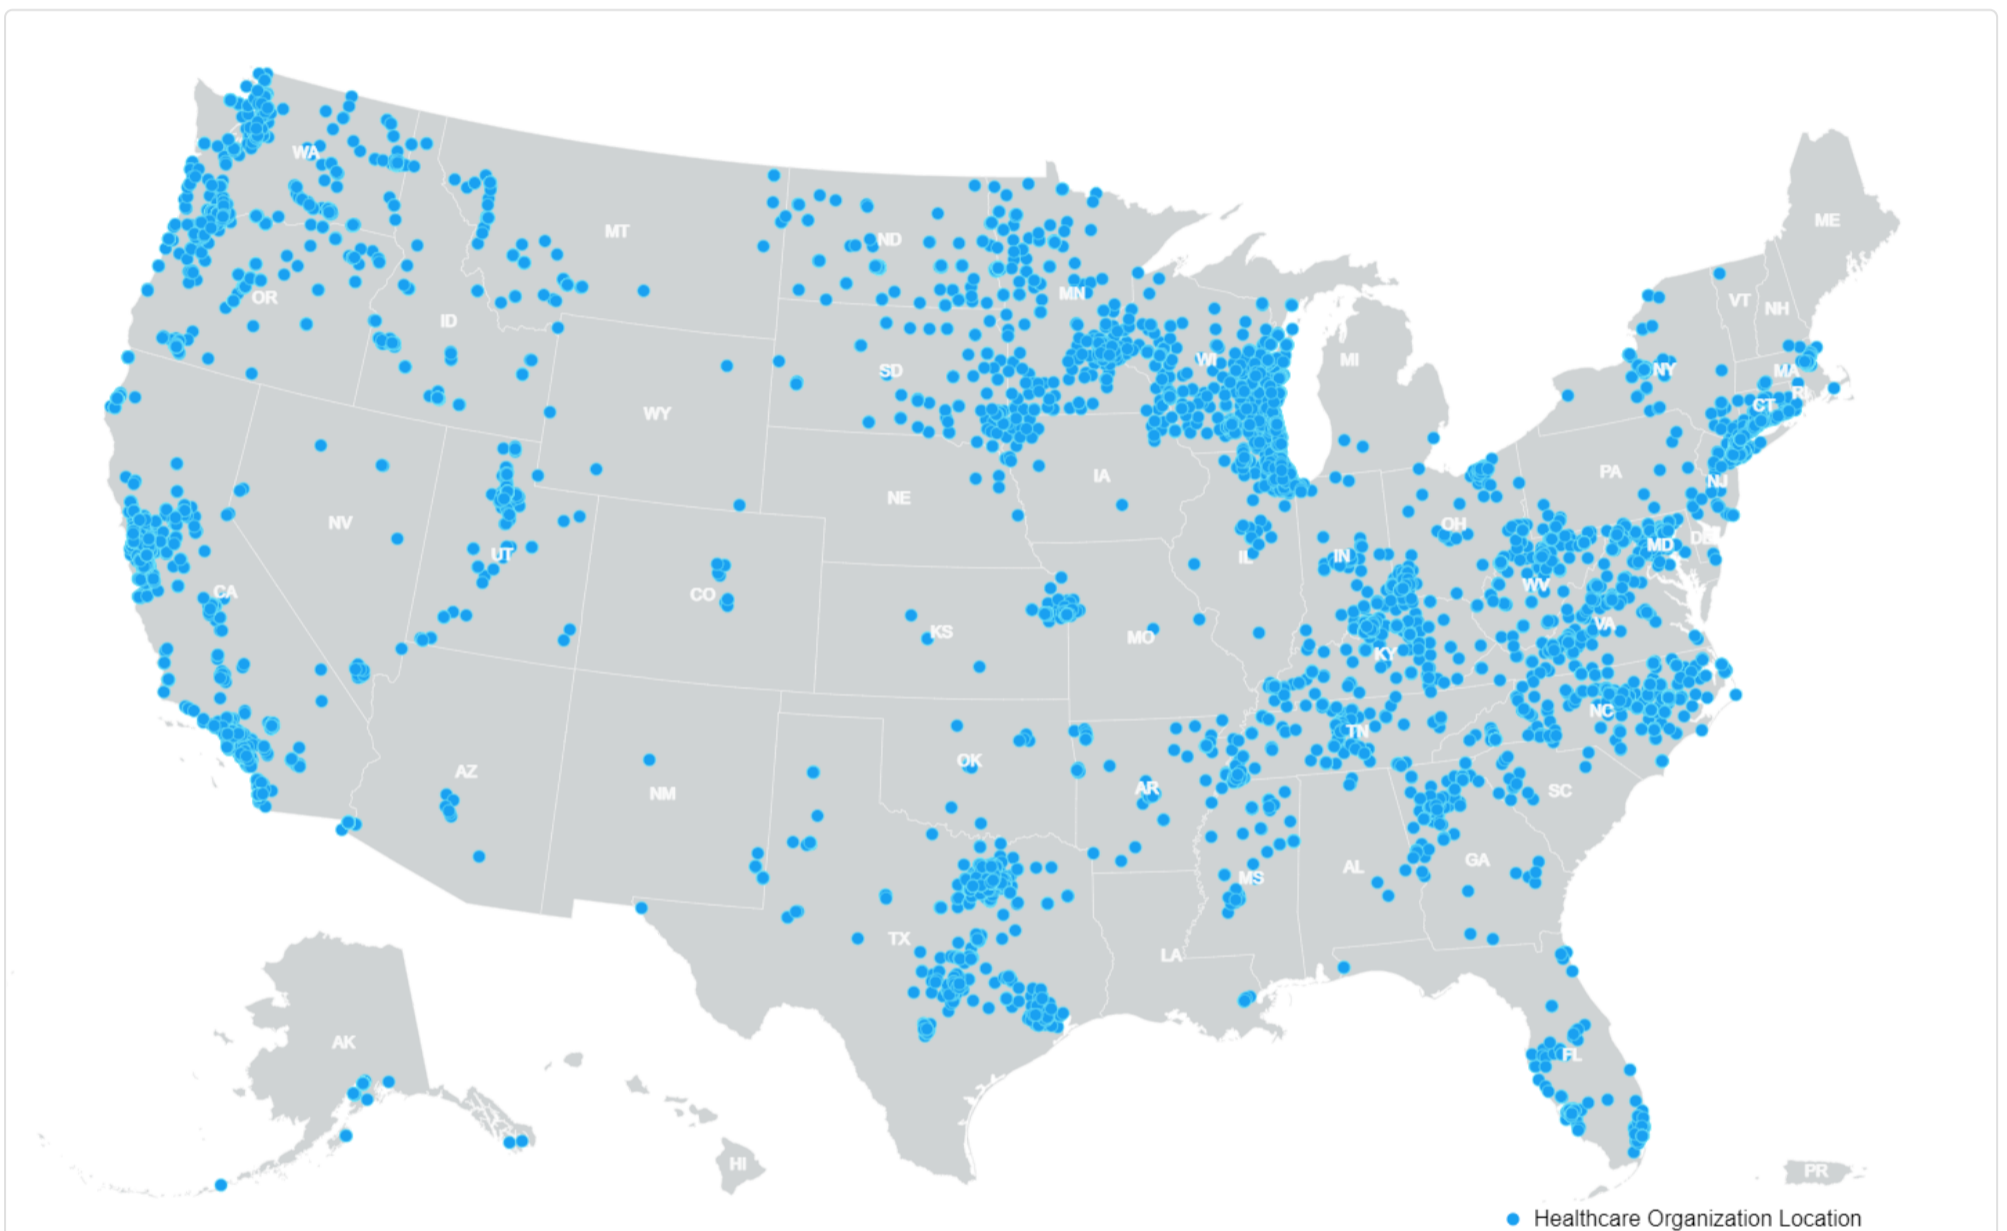 WA
MT
ND
MN
ME
VT
NH
OR
ID
SD
WI
MI
NY
MA
RI
CT
WY
IA
PA
NJ
NE
NV
UT
CO
IL
IN
OH
MD
DE
WV
VA
CA
KS
MO
KY
NC
TN
OK
AZ
NM
AR
SC
MS
AL
GA
TX
LA
FL
AK
HI
PR
Healthcare Organization Location